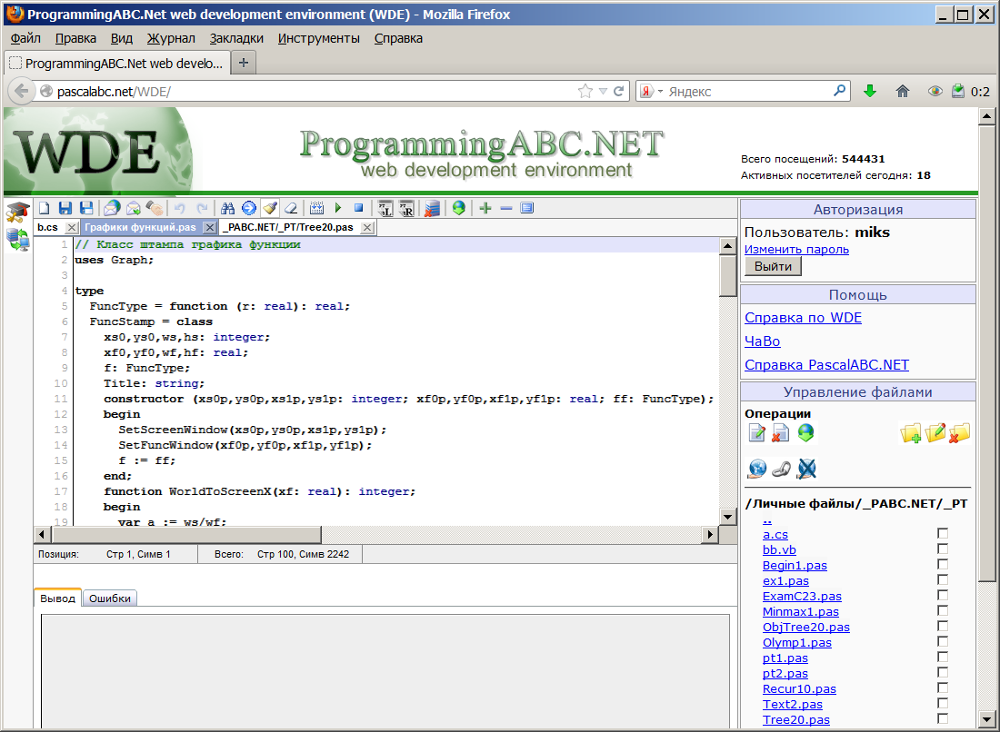 ProgrammingABC.Net web development environment (WDE) - Mozilla Firefox
Файл Правка Вид Журнал Закладки Инструменты Справка
ProgrammingABC.Net web develo...
pascalabc.net/WDE/ Яндекс 0:2
WDE
ProgrammingABC.NET
web development environment
Всего посещений: 544431
Активных посетителей сегодня: 18
b.cs Графики функций.pas _PABC.NET/_PT/Tree20.pas
1 // Класс штампа графика функции
2 uses Graph;
3
4 type
5 FuncType = function (r: real): real;
6 FuncStamp = class
7 xs0,ys0,ws,hs: integer;
8 xf0,yf0,wf,hf: real;
9 f: FuncType;
10 Title: string;
11 constructor (xs0p,ys0p,xs1p,ys1p: integer; xf0p,yf0p,xf1p,yf1p: real; ff: FuncType);
12 begin
13 SetScreenWindow(xs0p,ys0p,xs1p,ys1p);
14 SetFuncWindow(xf0p,yf0p,xf1p,yf1p);
15 f := ff;
16 end;
17 function WorldToScreenX(xf: real): integer;
18 begin
19 var a := ws/wf;
Позиция: Стр 1, Симв 1 Всего: Стр 100, Симв 2242
Вывод Ошибки
Авторизация
Пользователь: miks
Изменить пароль
Выйти
Помощь
Справка по WDE
ЧаВо
Справка PascalABC.NET
Управление файлами
Операции
/Личные файлы/_PABC.NET/_PT
..
a.cs
bb.vb
Begin1.pas
ex1.pas
ExamC23.pas
Minmax1.pas
ObjTree20.pas
Olymp1.pas
pt1.pas
pt2.pas
Recur10.pas
Text2.pas
Tree20.pas